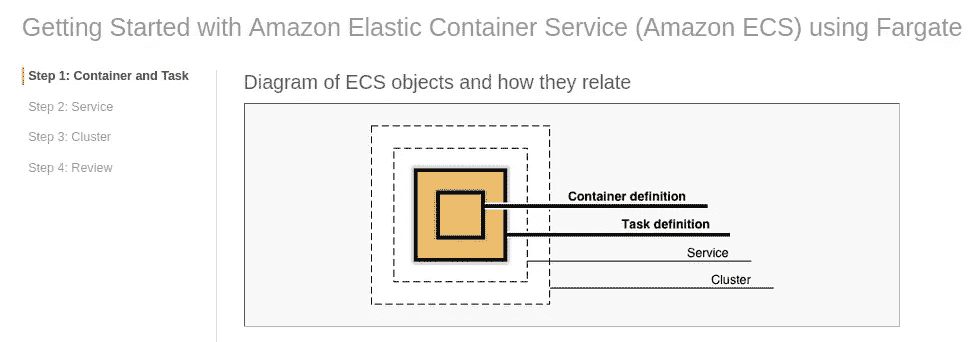 Getting Started with Amazon Elastic Container Service (Amazon ECS) using Fargate
Step 1: Container and Task
Step 2: Service
Step 3: Cluster
Step 4: Review
Diagram of ECS objects and how they relate
Container definition
Task definition
Service
Cluster